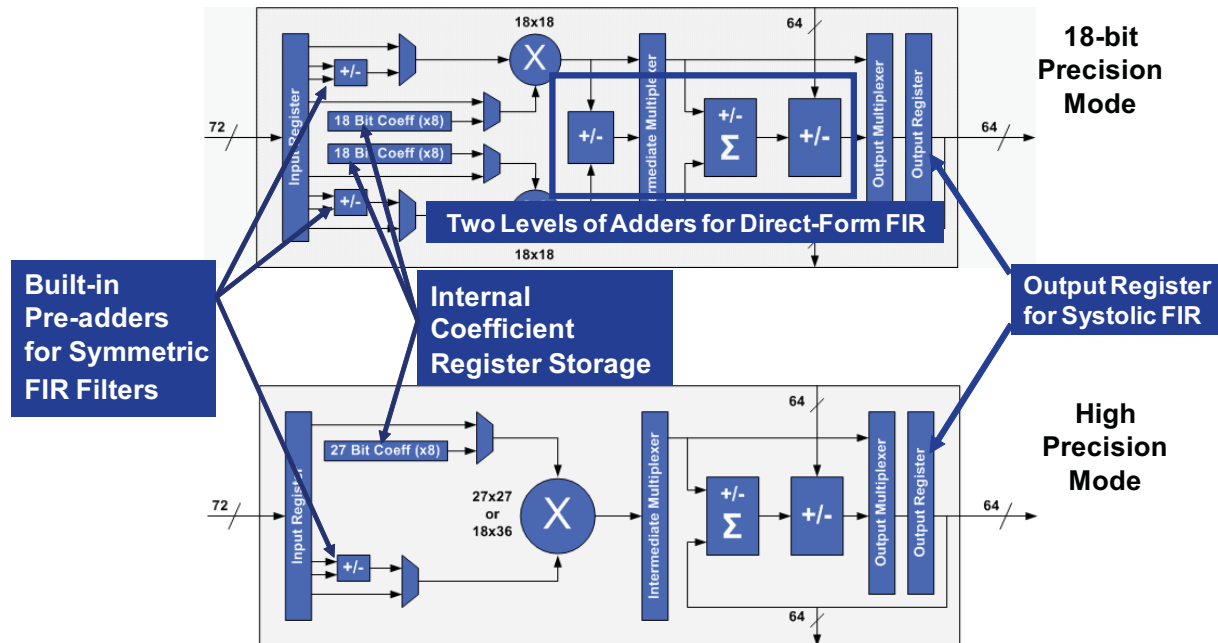 18x18
64
18-bit
Precision
Mode
X
+/-
Input Register
72
18 Bit Coeff (x8)
18 Bit Coeff (x8)
+/-
+/-
Σ
+/-
+/-
Intermediate Multiplexer
Output Multiplexer
Output Register
64
+/-
Two Levels of Adders for Direct-Form FIR
18x18
Built-in
Pre-adders
for Symmetric
FIR Filters
Internal
Coefficient
Register Storage
Output Register
for Systolic FIR
64
High
Precision
Mode
27 Bit Coeff (x8)
Input Register
72
27x27
or
18x36
X
Intermediate Multiplexer
+/-
Σ
+/-
Output Multiplexer
Output Register
64
+/-
64